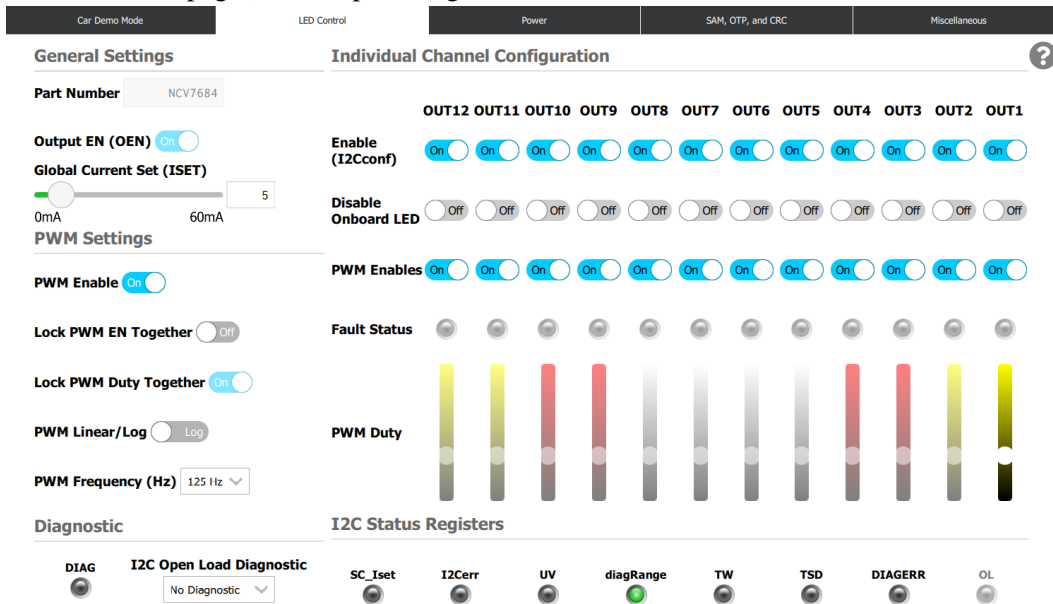 Car Demo Mode LED Control Power SAM, OTP, and CRC Miscellaneous
General Settings
Part Number NCV7684
Output EN (OEN) On
Global Current Set (ISET)
5
0mA 60mA
PWM Settings
PWM Enable On
Lock PWM EN Together Off
Lock PWM Duty Together On
PWM Linear/Log Log
PWM Frequency (Hz) 125 Hz
Diagnostic
DIAG I2C Open Load Diagnostic
No Diagnostic
Individual Channel Configuration
?
OUT12 OUT11 OUT10 OUT9 OUT8 OUT7 OUT6 OUT5 OUT4 OUT3 OUT2 OUT1
Enable
(I2Cconf)
On On On On On On On On On On On On
Disable
Onboard LED
Off Off Off Off Off Off Off Off Off Off Off Off
PWM Enables On On On On On On On On On On On On
Fault Status
PWM Duty
I2C Status Registers
SC_Iset I2Cerr UV diagRange TW TSD DIAGERR OL